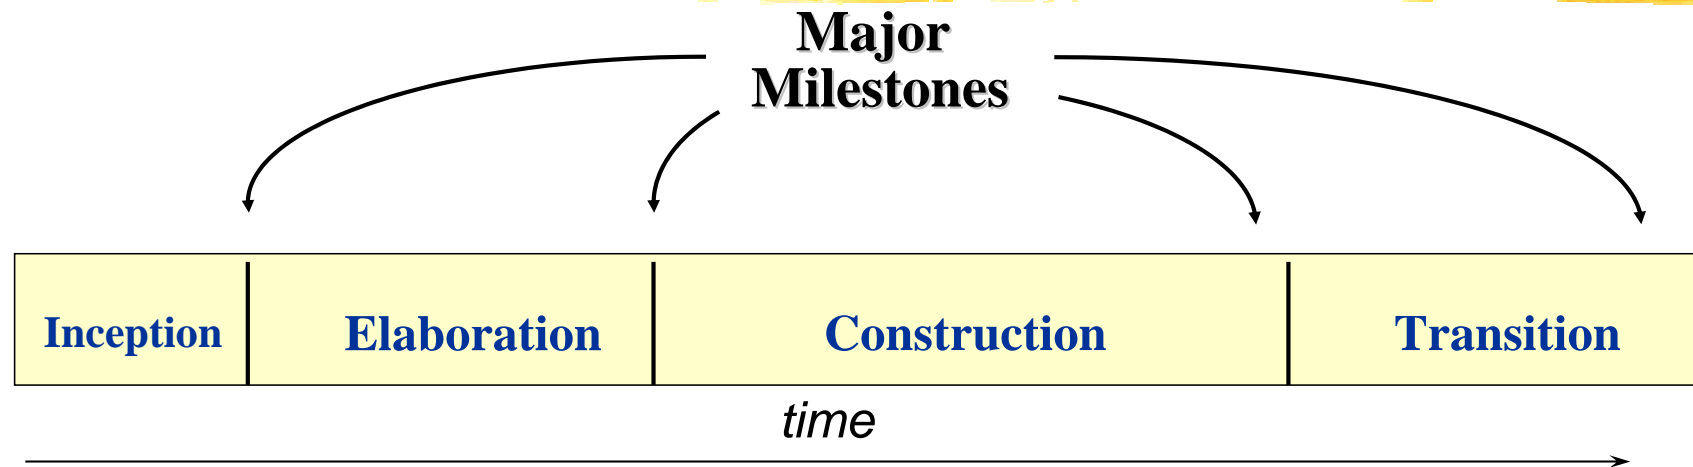 Major
Milestones
Inception Elaboration Construction Transition
time